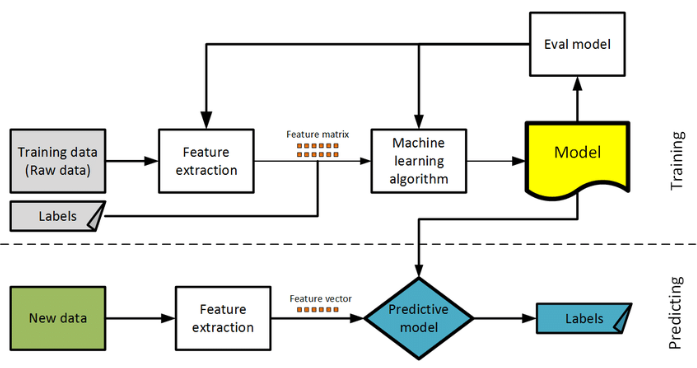 Eval model
Feature matrix
Training data
(Raw data)
Feature
extraction
Machine
learning
algorithm
Model
Training
Labels
Feature vector
New data
Feature
extraction
Predictive
model
Labels
Predicting